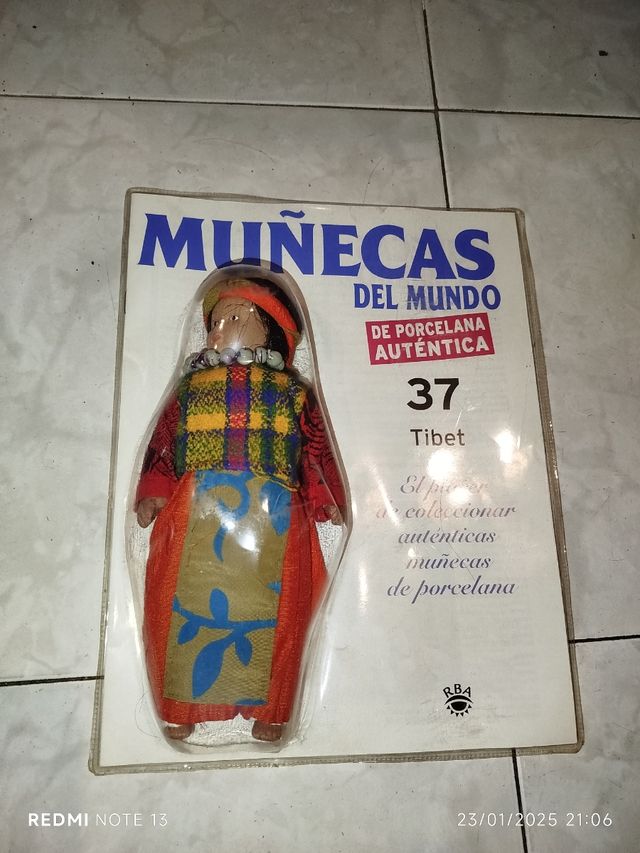 MUÑECAS
DEL MUNDO
DE PORCELANA
AUTÉNTICA
37
Tibet
El placer
de coleccionar
auténticas
muñecas
de porcelana
RBA
REDMI NOTE 13
23/01/2025 21:06